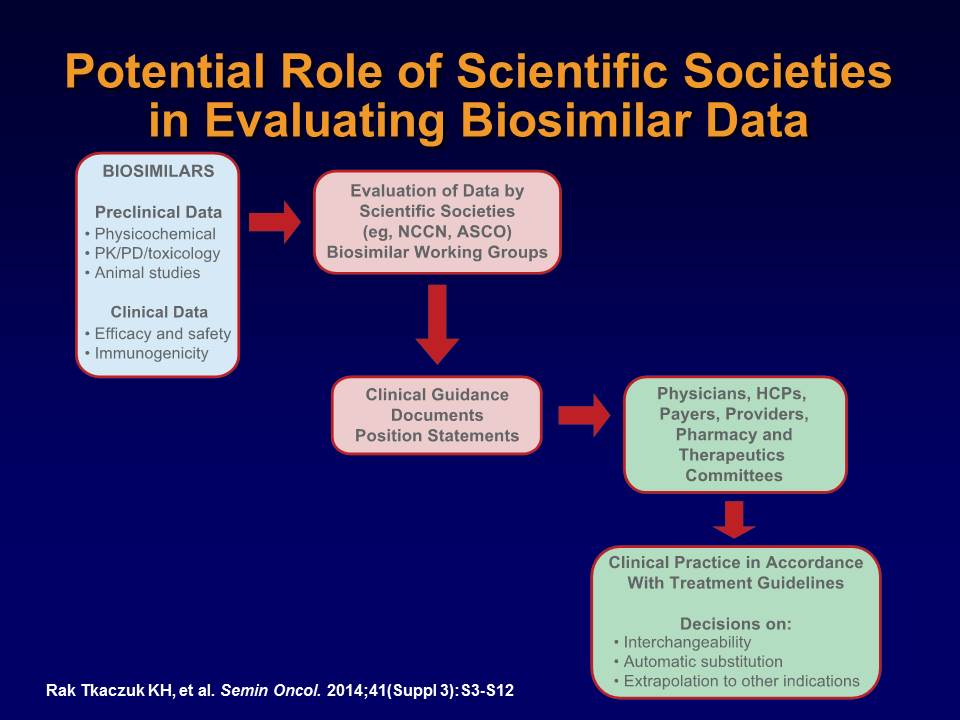 Potential Role of Scientific Societies
in Evaluating Biosimilar Data
BIOSIMILARS
Preclinical Data
• Physicochemical
• PK/PD/toxicology
• Animal studies
Clinical Data
• Efficacy and safety
• Immunogenicity
Evaluation of Data by
Scientific Societies
(eg, NCCN, ASCO)
Biosimilar Working Groups
Clinical Guidance
Documents
Position Statements
Physicians, HCPs,
Payers, Providers,
Pharmacy and
Therapeutics
Committees
Clinical Practice in Accordance
With Treatment Guidelines
Decisions on:
• Interchangeability
• Automatic substitution
• Extrapolation to other indications
Rak Tkaczuk KH, et al. Semin Oncol. 2014;41(Suppl 3):S3-S12